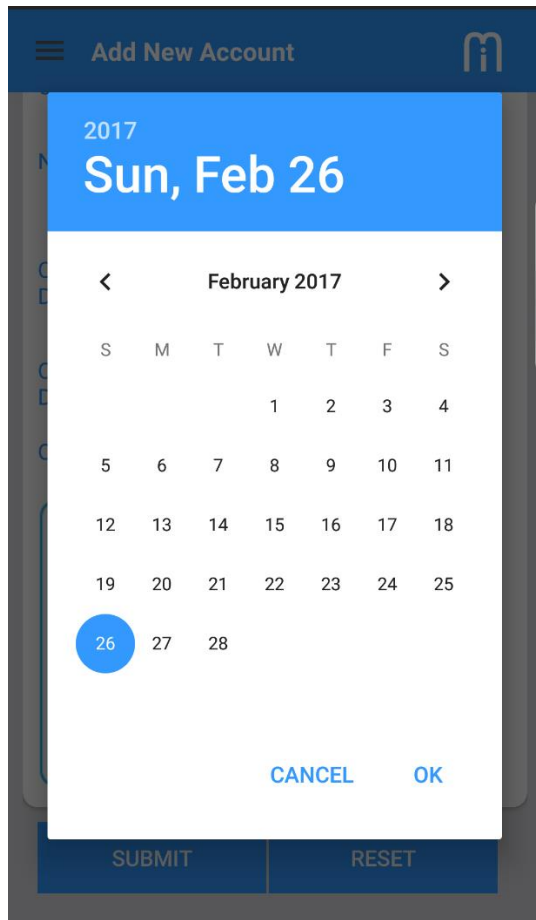 Add New Account
2017
Sun, Feb 26
February 2017
S M T W T F S
1 2 3 4
5 6 7 8 9 10 11
12 13 14 15 16 17 18
19 20 21 22 23 24 25
26 27 28
CANCEL OK
SUBMIT RESET